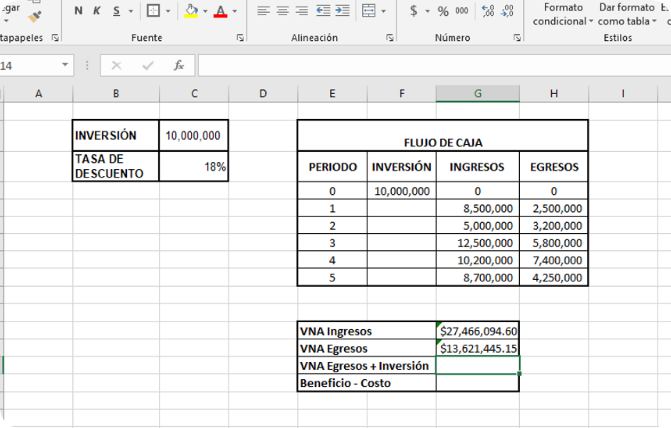 Formato Dar formato
N K S A $ % 000 condicional como tabla
Fuente Alineación Número Estilos
14 fx
A B C D E F G H I
INVERSIÓN 10,000,000 FLUJO DE CAJA
TASA DE DESCUENTO 18% PERIODO INVERSIÓN INGRESOS EGRESOS
0 10,000,000 0 0
1 8,500,000 2,500,000
2 5,000,000 3,200,000
3 12,500,000 5,800,000
4 10,200,000 7,400,000
5 8,700,000 4,250,000
VNA Ingresos $27,466,094.60
VNA Egresos $13,621,445.15
VNA Egresos + Inversión
Beneficio - Costo